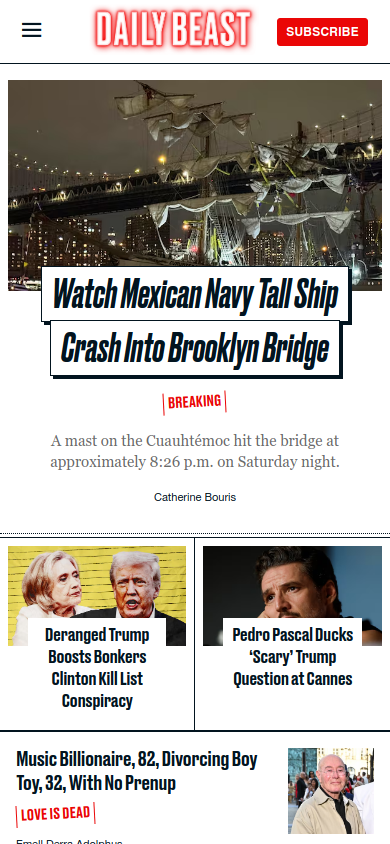 DAILY BEAST
SUBSCRIBE
Watch Mexican Navy Tall Ship
Crash Into Brooklyn Bridge
BREAKING
A mast on the Cuauhtémoc hit the bridge at
approximately 8:26 p.m. on Saturday night.
Catherine Bouris
Deranged Trump
Boosts Bonkers
Clinton Kill List
Conspiracy
Pedro Pascal Ducks
‘Scary’ Trump
Question at Cannes
Music Billionaire, 82, Divorcing Boy
Toy, 32, With No Prenup
LOVE IS DEAD
Emell Derra Adolphus